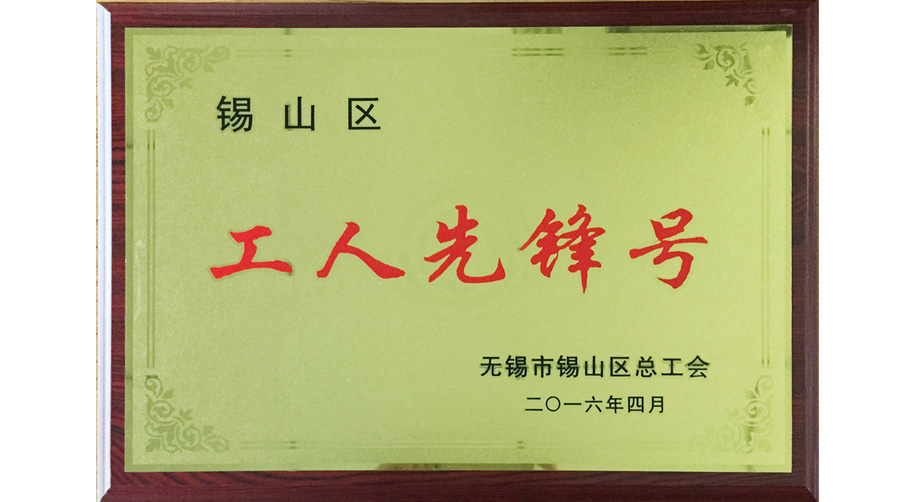 锡山区
工人先锋号
无锡市锡山区总工会
二〇一六年四月